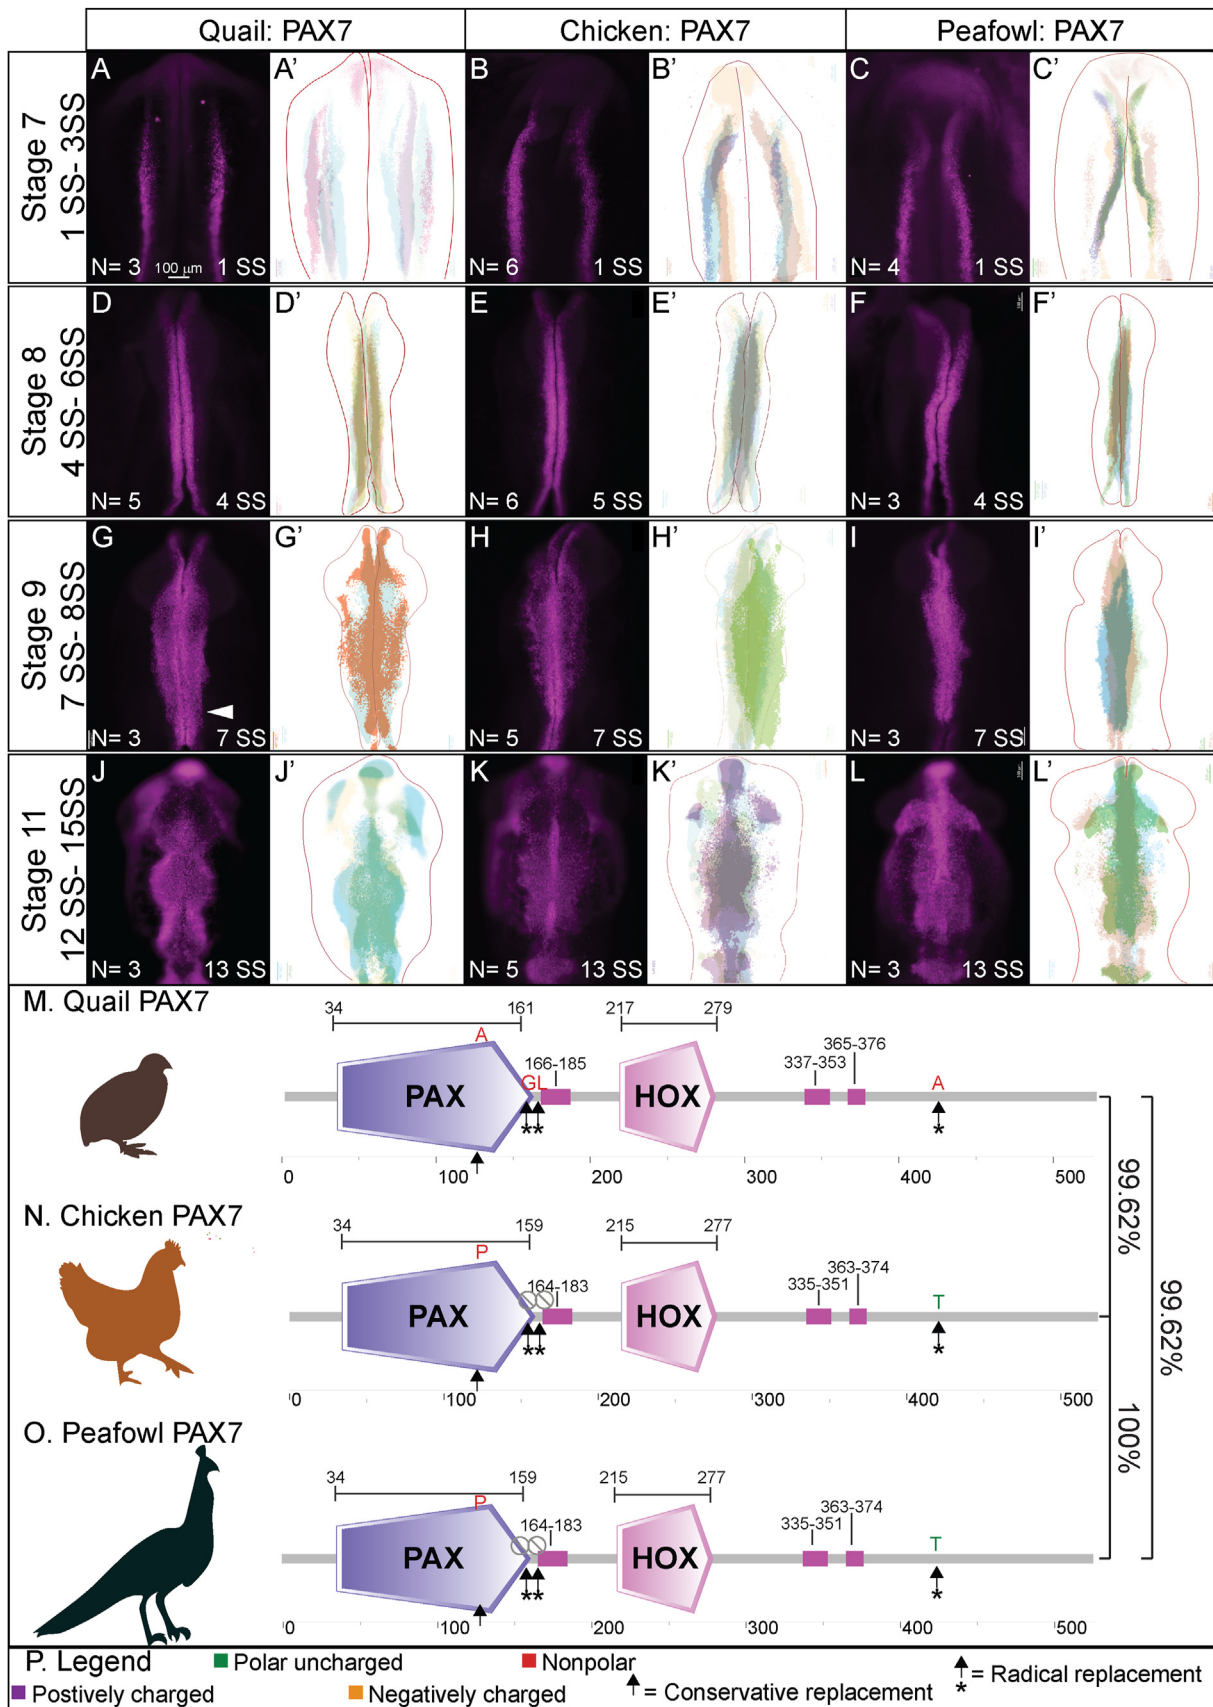 Quail: PAX7 Chicken: PAX7 Peafowl: PAX7
Stage 7
1 SS- 3SS
A A' B B' C C'
N= 3 100 µm 1 SS N= 6 1 SS N= 4 1 SS
Stage 8
4 SS- 6SS
D D' E E' F F'
N= 5 4 SS N= 6 5 SS N= 3 4 SS
Stage 9
7 SS- 8SS
G G' H H' I I'
N= 3 7 SS N= 5 7 SS N= 3 7 SS
Stage 11
12 SS- 15SS
J J' K K' L L'
N= 3 13 SS N= 5 13 SS N= 3 13 SS
M. Quail PAX7
34 161 217 279
A 166-185 337-353 365-376
GL A
PAX HOX
** *
0 100 200 300 400 500
N. Chicken PAX7
34 159 215 277
P 164-183 335-351 363-374
T
PAX HOX
** *
0 100 200 300 400 500
O. Peafowl PAX7
34 159 215 277
P 164-183 335-351 363-374
T
PAX HOX
** *
0 100 200 300 400 500
99.62%
100%
99.62%
P. Legend Polar uncharged Nonpolar
Postively charged Negatively charged = Conservative replacement * = Radical replacement